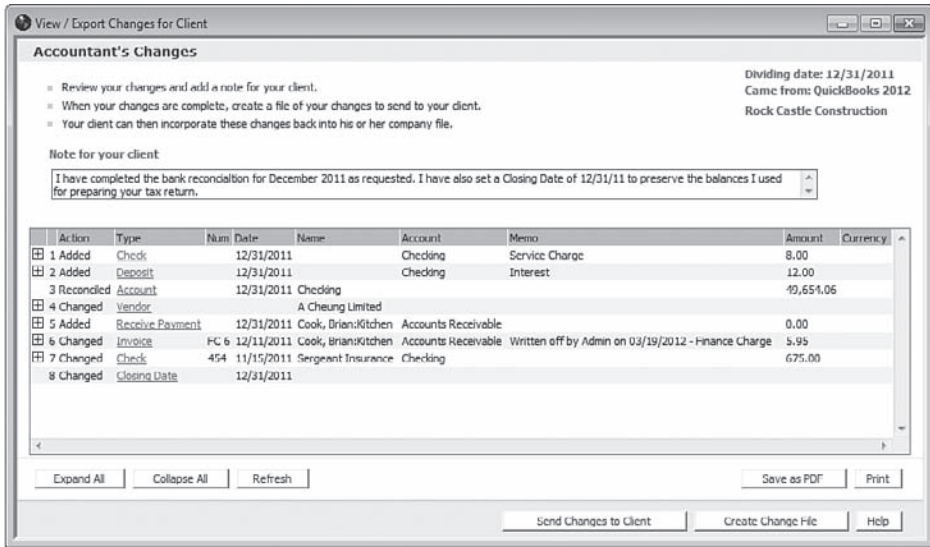 View / Export Changes for Client
Accountant's Changes
Dividing date: 12/31/2011
Came from: QuickBooks 2012
Rock Castle Construction
Review your changes and add a note for your client.
When your changes are complete, create a file of your changes to send to your client.
Your client can then incorporate these changes back into his or her company file.
Note for your client
I have completed the bank reconcialtion for December 2011 as requested. I have also set a Closing Date of 12/31/11 to preserve the balances I used
for preparing your tax return.
Action Type Num Date Name Account Memo Amount Currency
1 Added Check 12/31/2011 Checking Service Charge 8.00
2 Added Deposit 12/31/2011 Checking Interest 12.00
3 Reconciled Account 12/31/2011 Checking 49,654.06
4 Changed Vendor A Cheung Limited
5 Added Receive Payment 12/31/2011 Cook, Brian:Kitchen Accounts Receivable 0.00
6 Changed Invoice FC 6 12/11/2011 Cook, Brian:Kitchen Accounts Receivable Written off by Admin on 03/19/2012 - Finance Charge 5.95
7 Changed Check 454 11/15/2011 Sergeant Insurance Checking 675.00
8 Changed Closing Date 12/31/2011
Expand All Collapse All Refresh Save as PDF Print
Send Changes to Client Create Change File Help